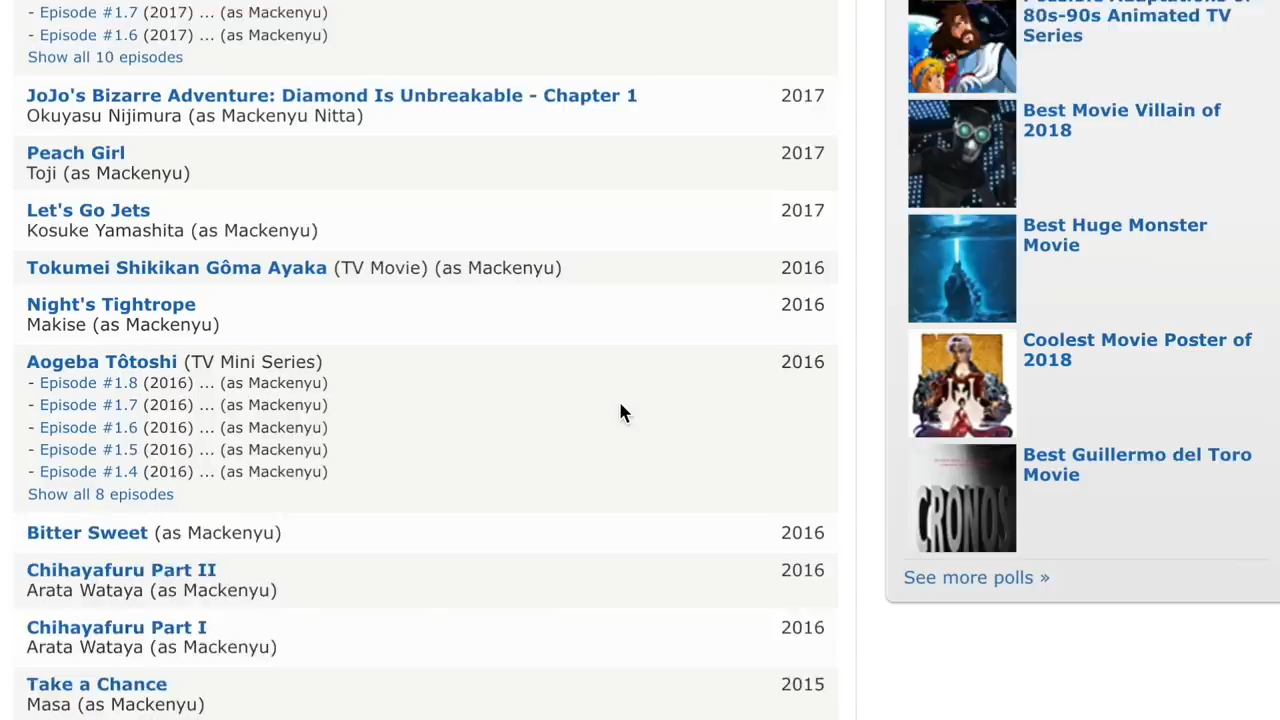 - Episode #1.7 (2017) ... (as Mackenyu)
- Episode #1.6 (2017) ... (as Mackenyu)
Show all 10 episodes
JoJo's Bizarre Adventure: Diamond Is Unbreakable - Chapter 1 2017
Okuyasu Nijimura (as Mackenyu Nitta)
Peach Girl 2017
Toji (as Mackenyu)
Let's Go Jets 2017
Kosuke Yamashita (as Mackenyu)
Tokumei Shikikan Gôma Ayaka (TV Movie) (as Mackenyu) 2016
Night's Tightrope 2016
Makise (as Mackenyu)
Aogeba Tôtoshi (TV Mini Series) 2016
- Episode #1.8 (2016) ... (as Mackenyu)
- Episode #1.7 (2016) ... (as Mackenyu)
- Episode #1.6 (2016) ... (as Mackenyu)
- Episode #1.5 (2016) ... (as Mackenyu)
- Episode #1.4 (2016) ... (as Mackenyu)
Show all 8 episodes
Bitter Sweet (as Mackenyu) 2016
Chihayafuru Part II 2016
Arata Wataya (as Mackenyu)
Chihayafuru Part I 2016
Arata Wataya (as Mackenyu)
Take a Chance 2015
Masa (as Mackenyu)
80s-90s Animated TV
Series
Best Movie Villain of
2018
Best Huge Monster
Movie
Coolest Movie Poster of
2018
Best Guillermo del Toro
Movie
CRONOS
See more polls »